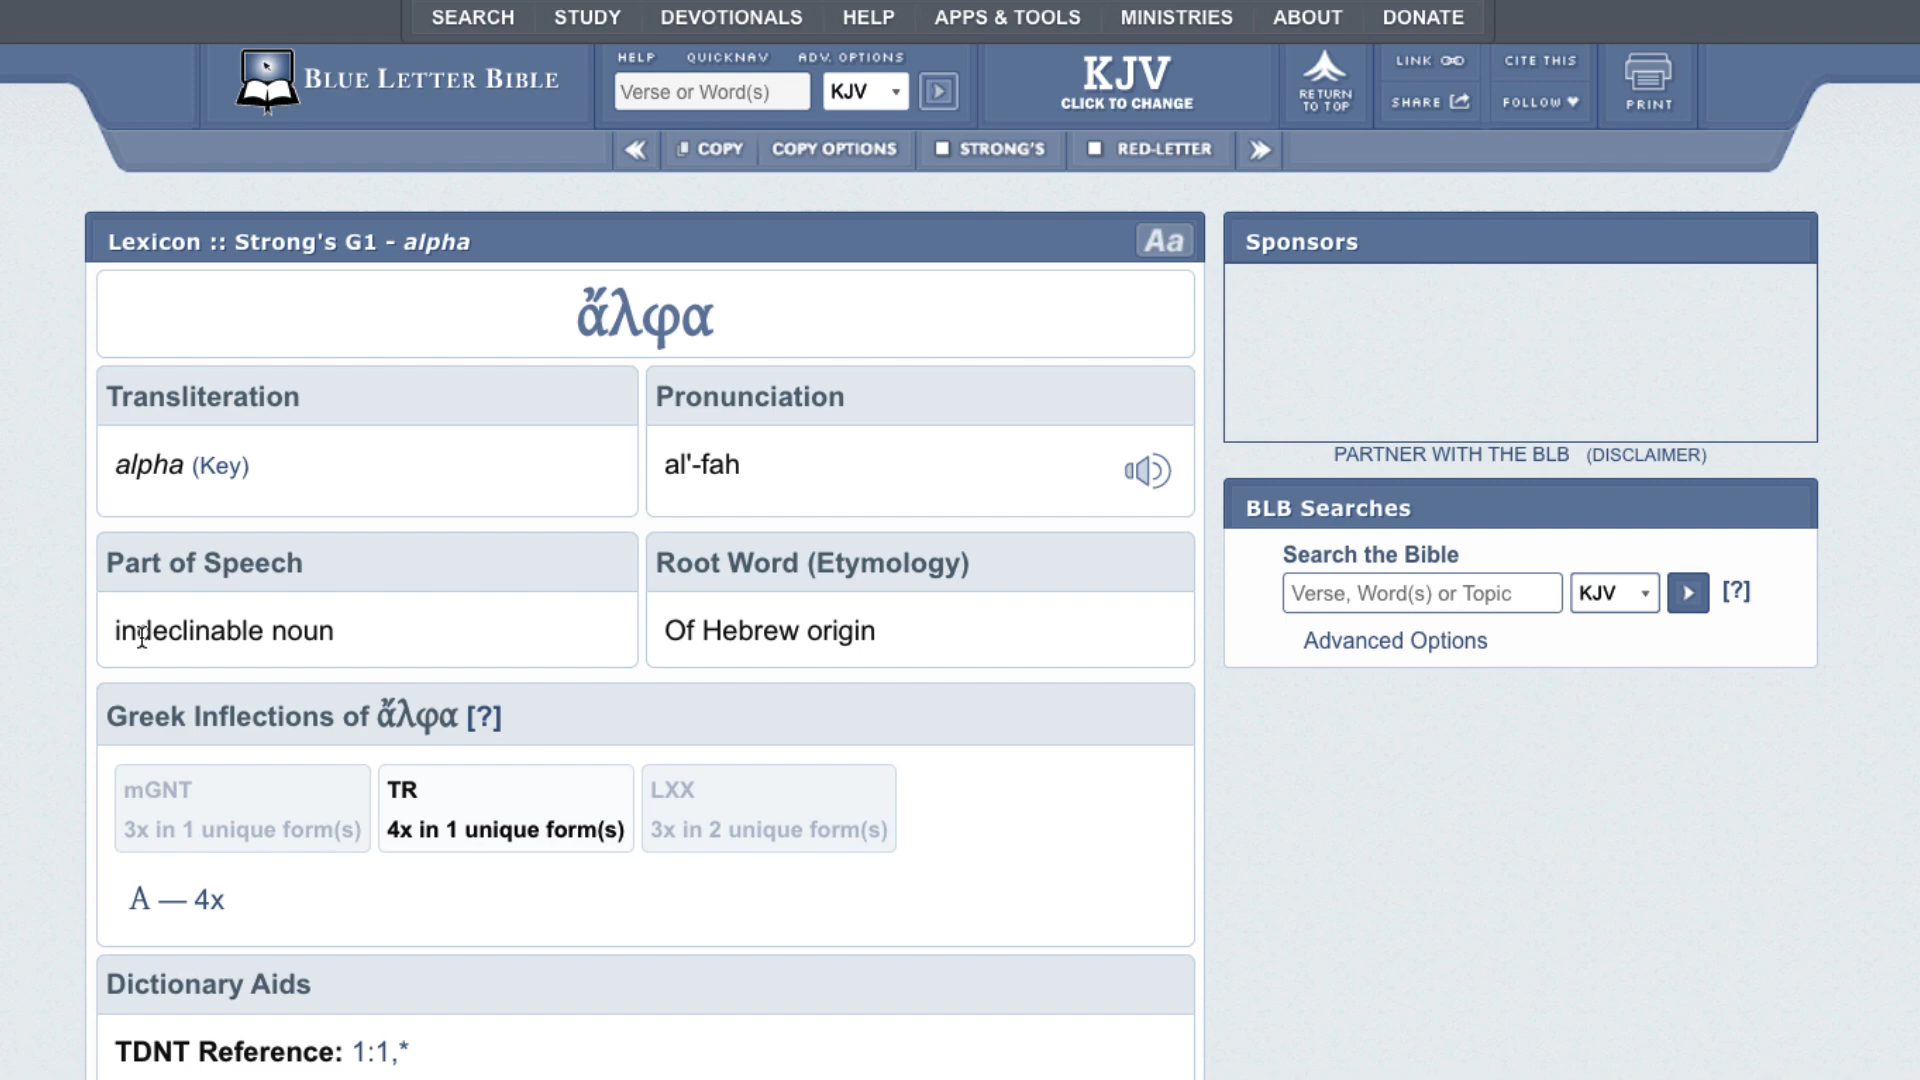 SEARCH STUDY DEVOTIONALS HELP APPS & TOOLS MINISTRIES ABOUT DONATE
BLUE LETTER BIBLE
HELP QUICKNAV ADV. OPTIONS
Verse or Word(s) KJV
KJV
CLICK TO CHANGE
RETURN
TO TOP
LINK
SHARE
CITE THIS
FOLLOW
PRINT
COPY COPY OPTIONS STRONG'S RED-LETTER
Lexicon :: Strong's G1 - alpha Aa
ἄλφα
Transliteration
alpha (Key)
Pronunciation
al'-fah
Part of Speech
indeclinable noun
Root Word (Etymology)
Of Hebrew origin
Greek Inflections of ἄλφα [?]
mGNT
3x in 1 unique form(s)
TR
4x in 1 unique form(s)
LXX
3x in 2 unique form(s)
Α — 4x
Dictionary Aids
TDNT Reference: 1:1,*
Sponsors
PARTNER WITH THE BLB (DISCLAIMER)
BLB Searches
Search the Bible
Verse, Word(s) or Topic KJV [?]
Advanced Options